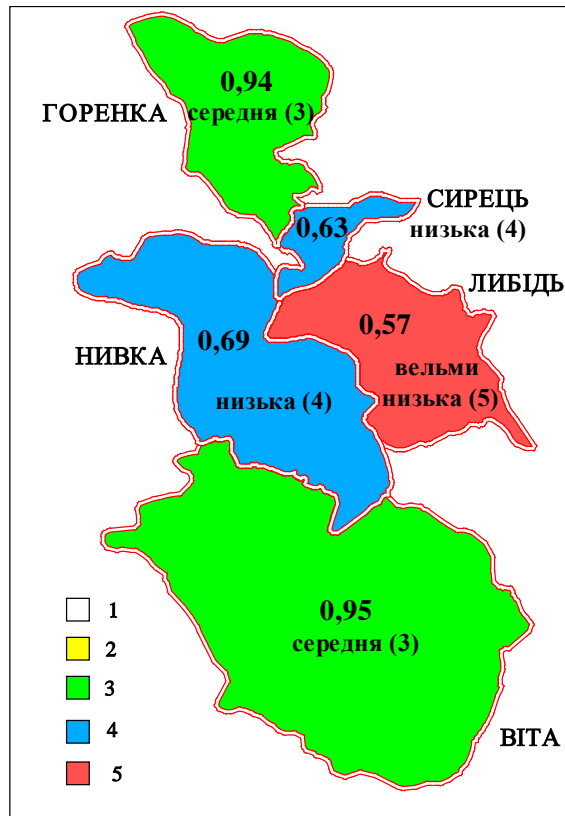 0,94
середня (3)
ГОРЕНКА
СИРЕЦЬ
0,63
низька (4)
ЛИБІДЬ
0,57
0,69
НИВКА
вельми
низька (5)
низька (4)
0,95
середня (3)
1
2
3
4
5
ВІТА